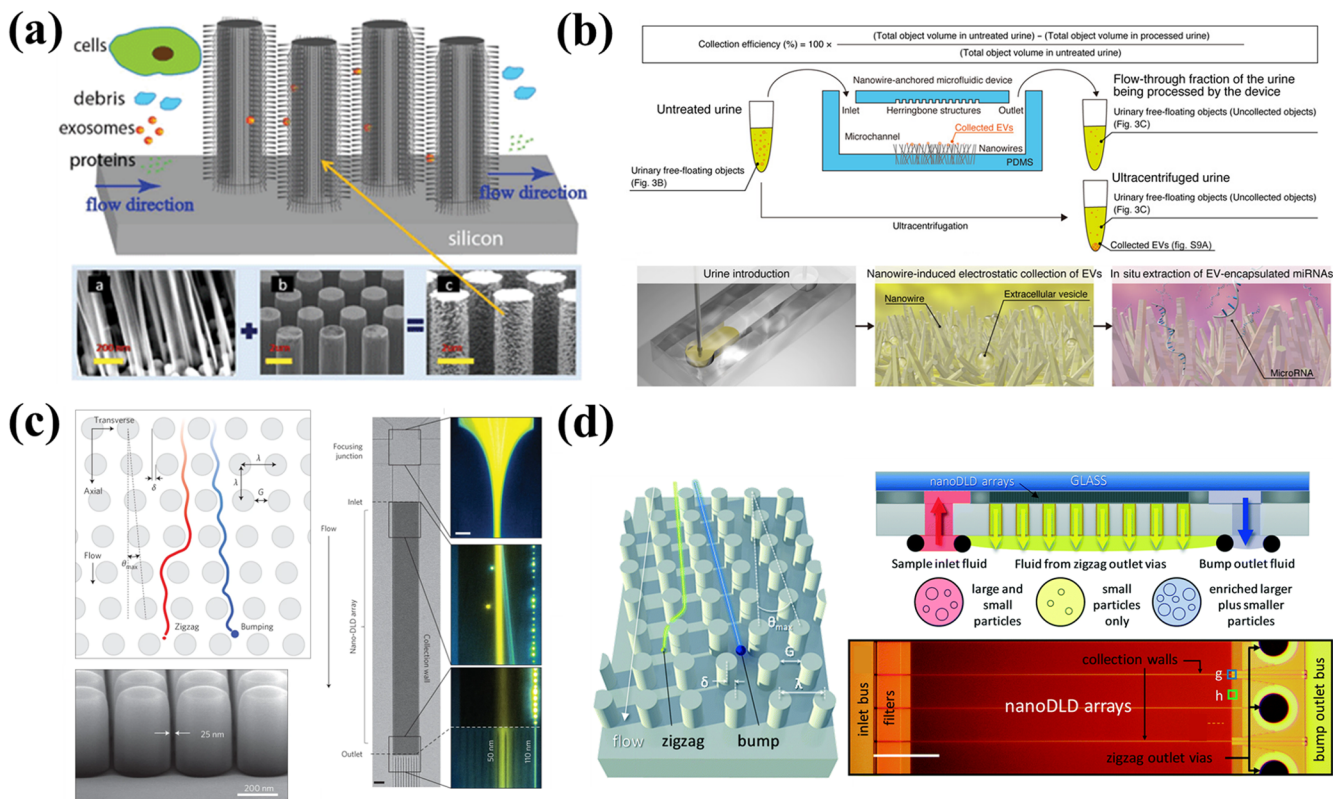 (a)
cells
debris
exosomes
proteins
flow direction
flow direction
silicon
a
200 nm
+
b
5um
=
c
2um
(b)
Collection efficiency (%) = 100 ×
(Total object volume in untreated urine) – (Total object volume in processed urine)
(Total object volume in untreated urine)
Nanowire-anchored microfluidic device
Untreated urine
Inlet
Herringbone structures
Outlet
Microchannel
Collected EVs
Nanowires
PDMS
Urinary free-floating objects
(Fig. 3B)
Flow-through fraction of the urine
being processed by the device
Urinary free-floating objects (Uncollected objects)
(Fig. 3C)
Ultracentrifuged urine
Urinary free-floating objects (Uncollected objects)
(Fig. 3C)
Ultracentrifugation
Collected EVs (fig. S9A)
Urine introduction
Nanowire-induced electrostatic collection of EVs
Nanowire
Extracellular vesicle
In situ extraction of EV-encapsulated miRNAs
MicroRNA
(c)
Transverse
Axial
δ
λ
λ
G
Flow
θmax
Zigzag
Bumping
25 nm
200 nm
Focusing
junction
Inlet
Flow
Nano-DLD array
Collection wall
Outlet
50 nm
110 nm
(d)
θmax
G
δ
λ
flow
zigzag
bump
nanoDLD arrays
GLASS
Sample inlet fluid
Fluid from zigzag outlet vias
Bump outlet fluid
large and
small
particles
small
particles
only
enriched larger
plus smaller
particles
inlet bus
filters
collection walls
g
h
nanoDLD arrays
zigzag outlet vias
bump outlet bus